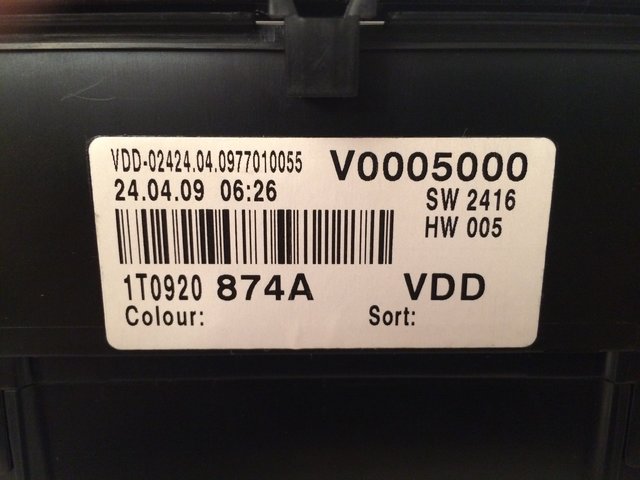 VDD-02424.04.0977010055 V0005000
24.04.09 06:26 SW 2416
HW 005
1T0920 874A VDD
Colour: Sort: